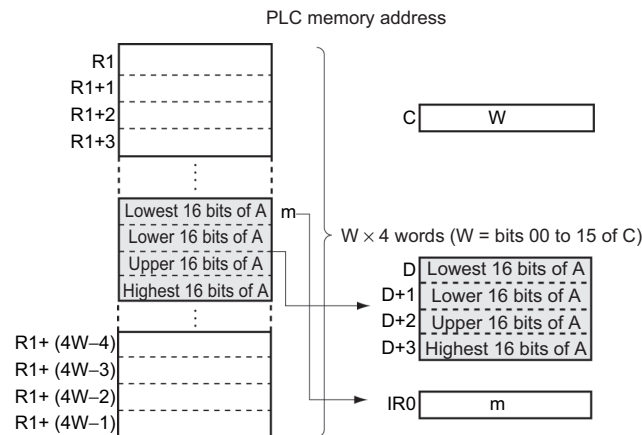 PLC memory address
R1
R1+1
R1+2
R1+3
C W
Lowest 16 bits of A m
Lower 16 bits of A
Upper 16 bits of A
Highest 16 bits of A
W × 4 words (W = bits 00 to 15 of C)
D Lowest 16 bits of A
D+1 Lower 16 bits of A
D+2 Upper 16 bits of A
D+3 Highest 16 bits of A
R1+ (4W–4)
R1+ (4W–3)
R1+ (4W–2)
R1+ (4W–1)
IR0 m